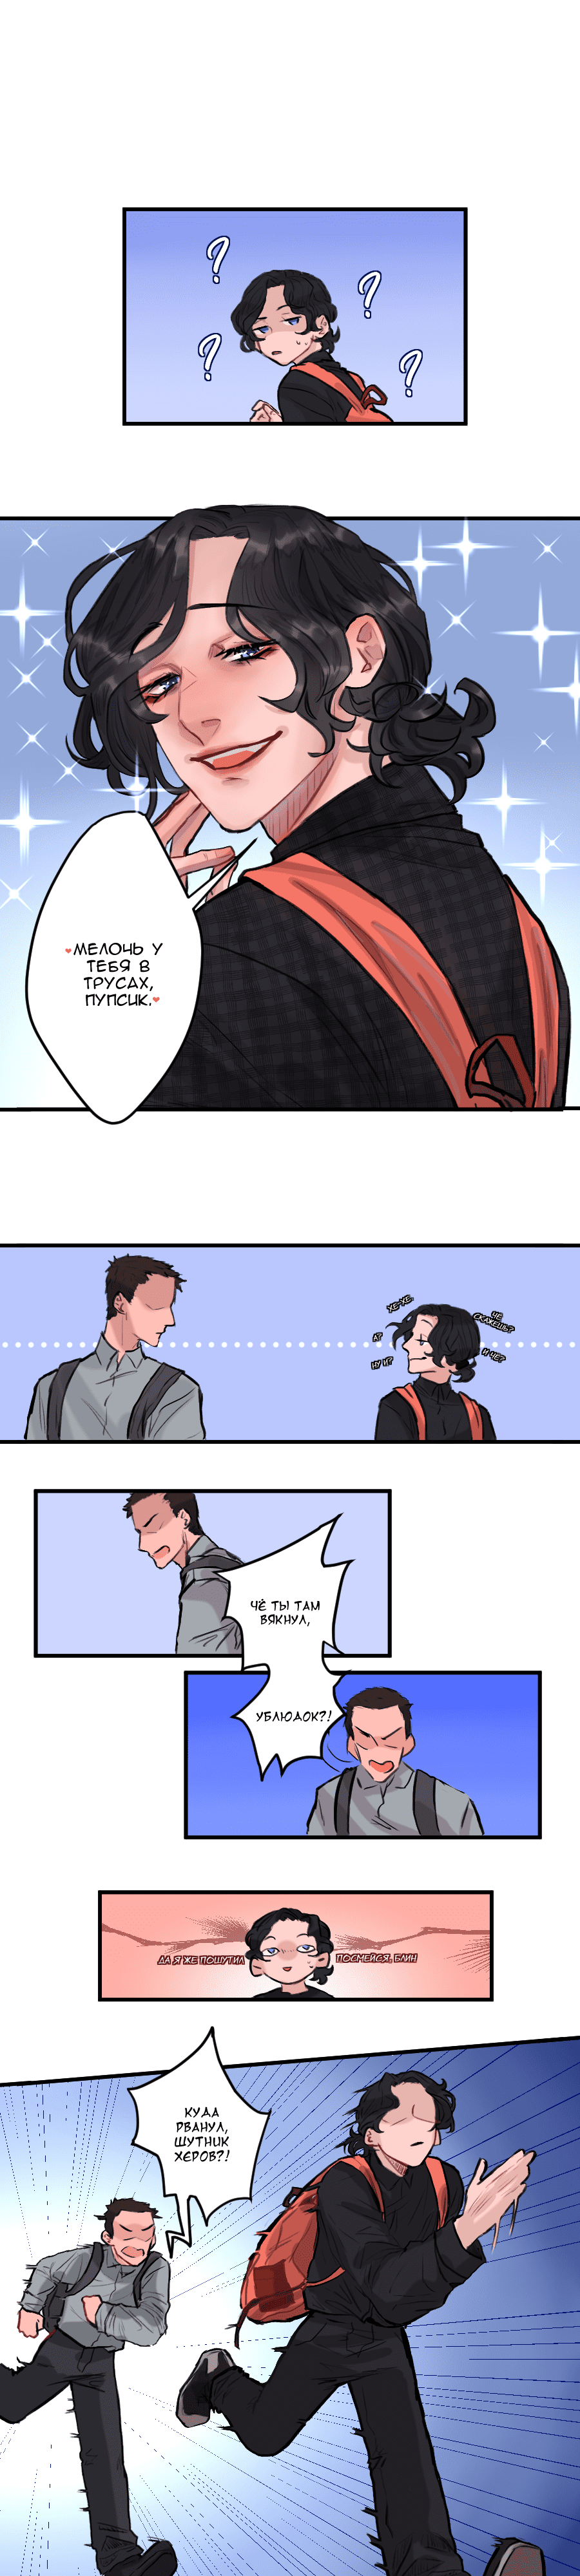 ?
?
?
?
♥МЕЛОЧЬ У
ТЕБЯ В
ТРУСАХ,
ПУПСИК.♥
ХЕ-ХЕ.
ЧЁ
СКАЖЕШЬ?
А?
НУ И?
И ЧЁ?
ЧЁ ТЫ ТАМ
ВЯКНУЛ,
УБЛЮДОК?!
ДА Я ЖЕ ПОШУТИЛ
ПОСМЕЙСЯ, БЛИН
КУДА
РВАНУЛ,
ШУТНИК
ХЕРОВ?!